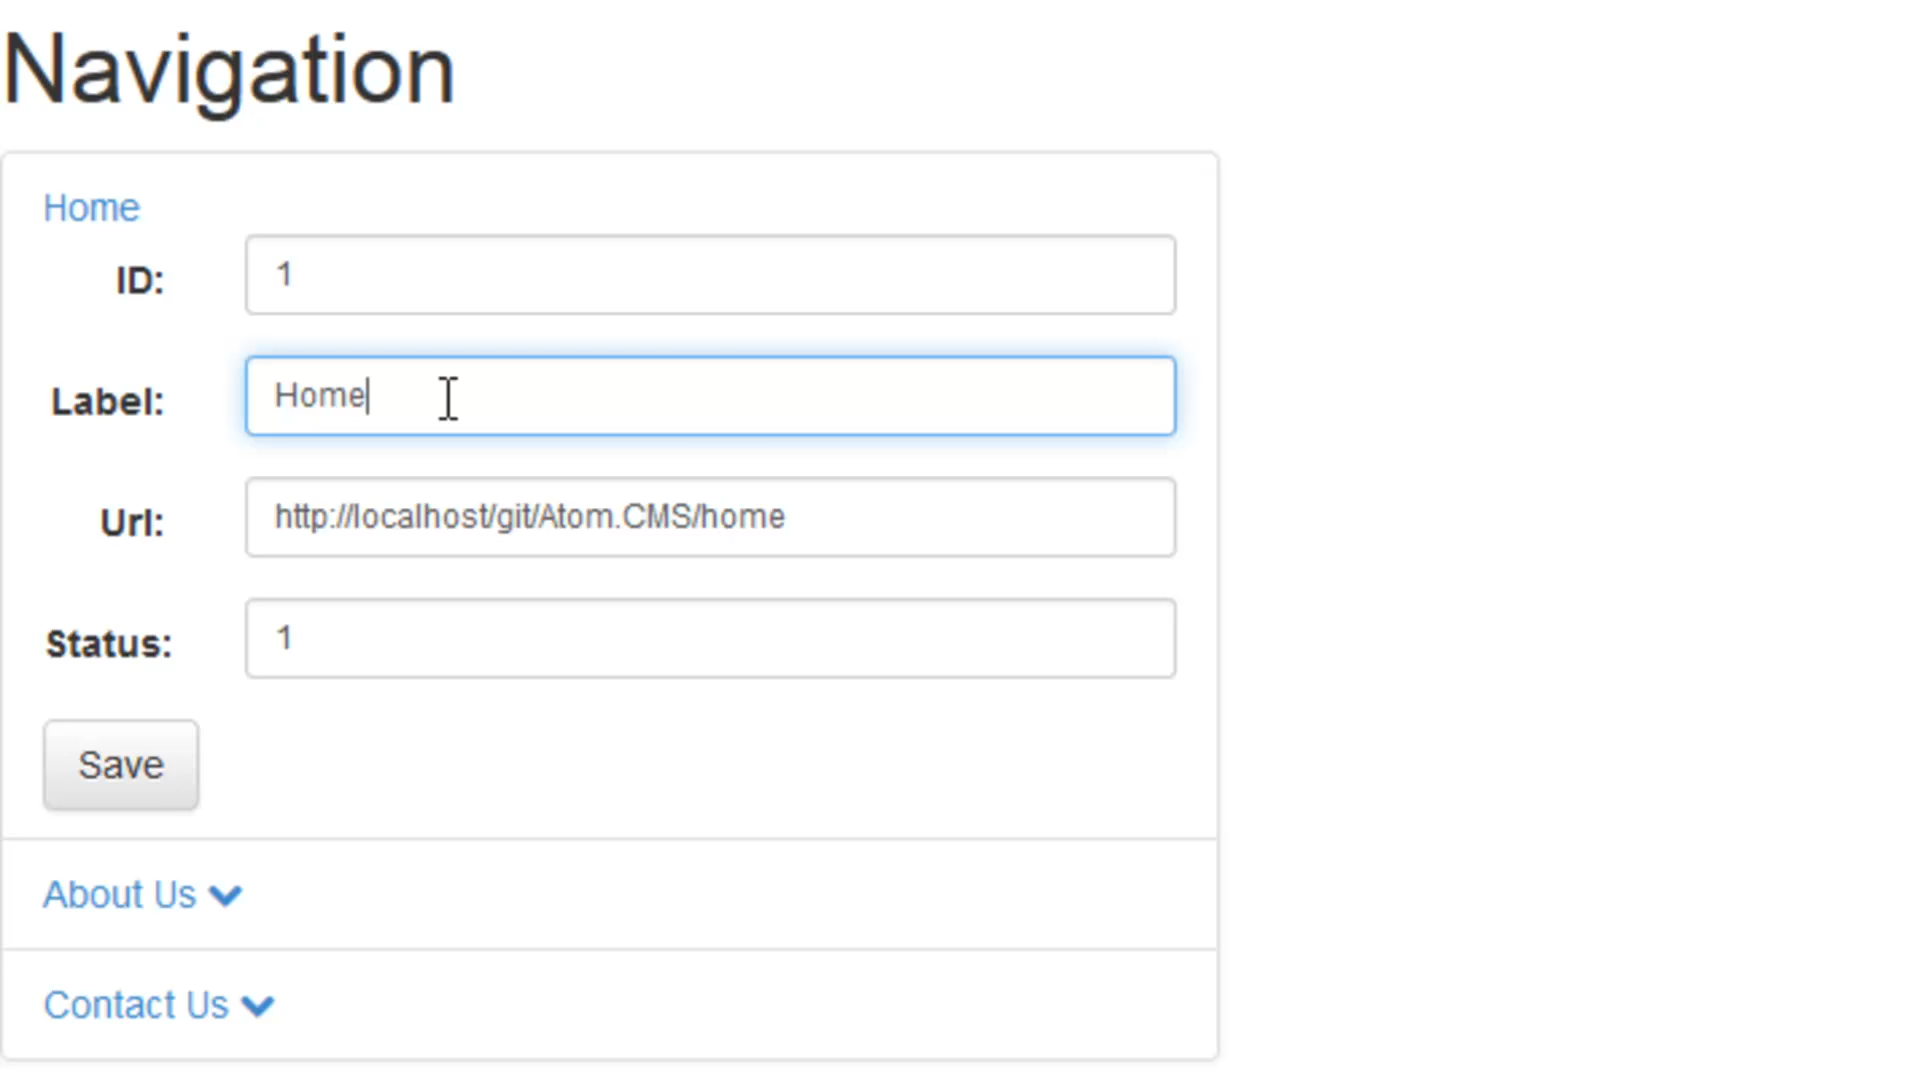 Navigation
Home
ID: 1
Label: Home
Url: http://localhost/git/Atom.CMS/home
Status: 1
Save
About Us
Contact Us